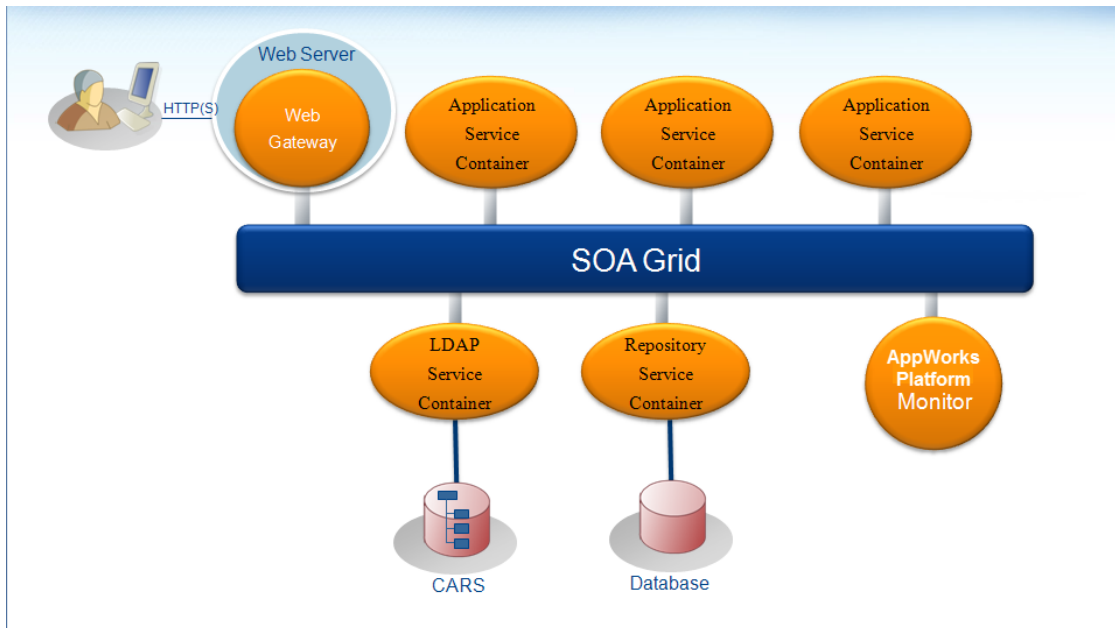 Web Server
HTTP(S)
Web
Gateway
Application
Service
Container
Application
Service
Container
Application
Service
Container
SOA Grid
LDAP
Service
Container
Repository
Service
Container
AppWorks
Platform
Monitor
CARS
Database